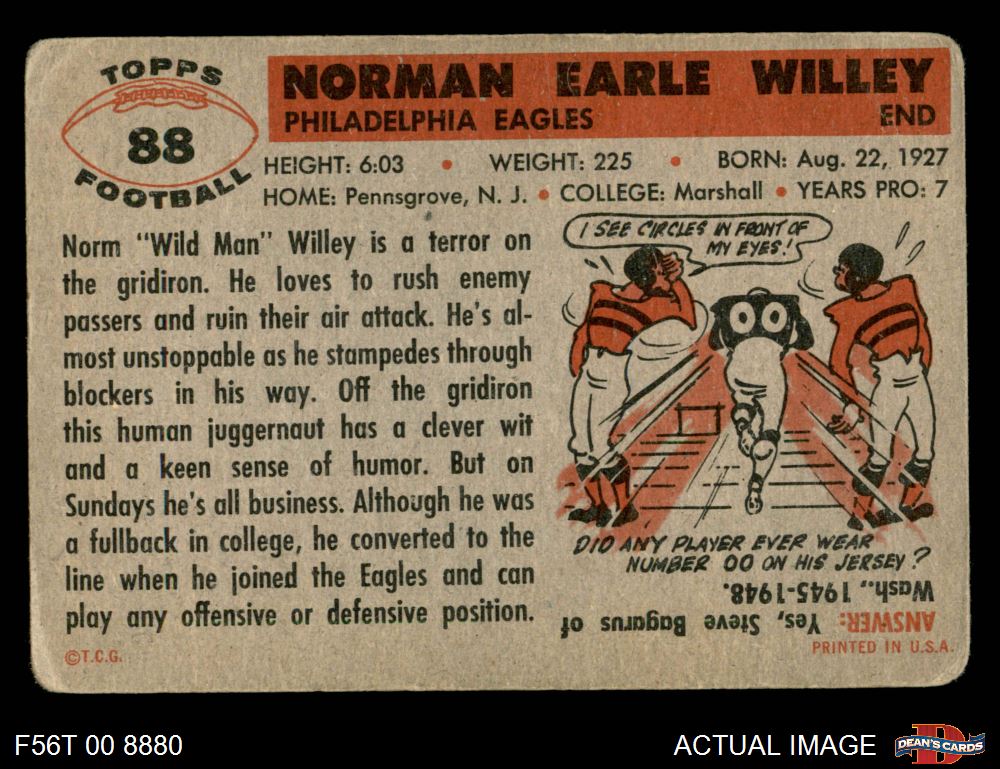 TOPPS
88
FOOTBALL
NORMAN EARLE WILLEY
PHILADELPHIA EAGLES END
HEIGHT: 6:03 • WEIGHT: 225 • BORN: Aug. 22, 1927
HOME: Pennsgrove, N. J. • COLLEGE: Marshall • YEARS PRO: 7
Norm "Wild Man" Willey is a terror on
the gridiron. He loves to rush enemy
passers and ruin their air attack. He's al-
most unstoppable as he stampedes through
blockers in his way. Off the gridiron
this human juggernaut has a clever wit
and a keen sense of humor. But on
Sundays he's all business. Although he was
a fullback in college, he converted to the
line when he joined the Eagles and can
play any offensive or defensive position.
©T.C.G.
I SEE CIRCLES IN FRONT OF
MY EYES!
00
DID ANY PLAYER EVER WEAR
NUMBER 00 ON HIS JERSEY?
ANSWER: Yes, Steve Bagarus of
Wash., 1945-1948.
PRINTED IN U.S.A.
F56T 00 8880
ACTUAL IMAGE
D
DEAN'S CARDS